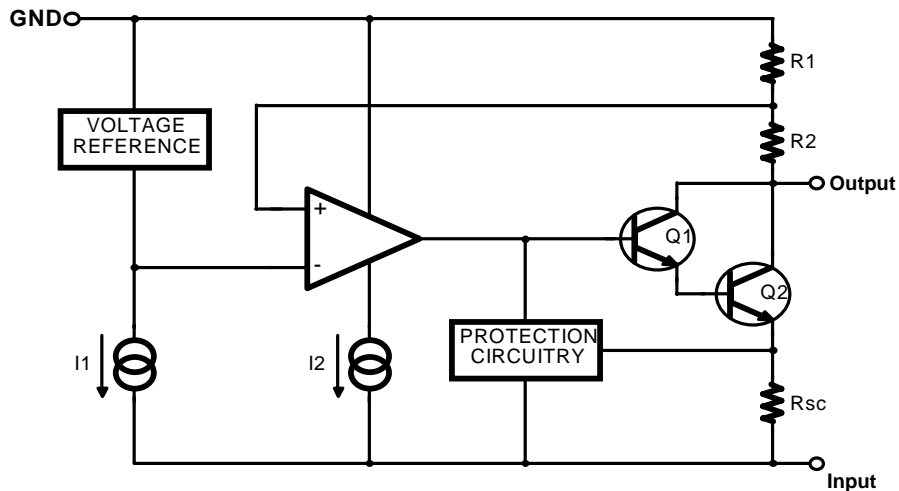 GND
R1
VOLTAGE
REFERENCE
R2
Output
+
-
Q1
Q2
I1
I2
PROTECTION
CIRCUITRY
Rsc
Input